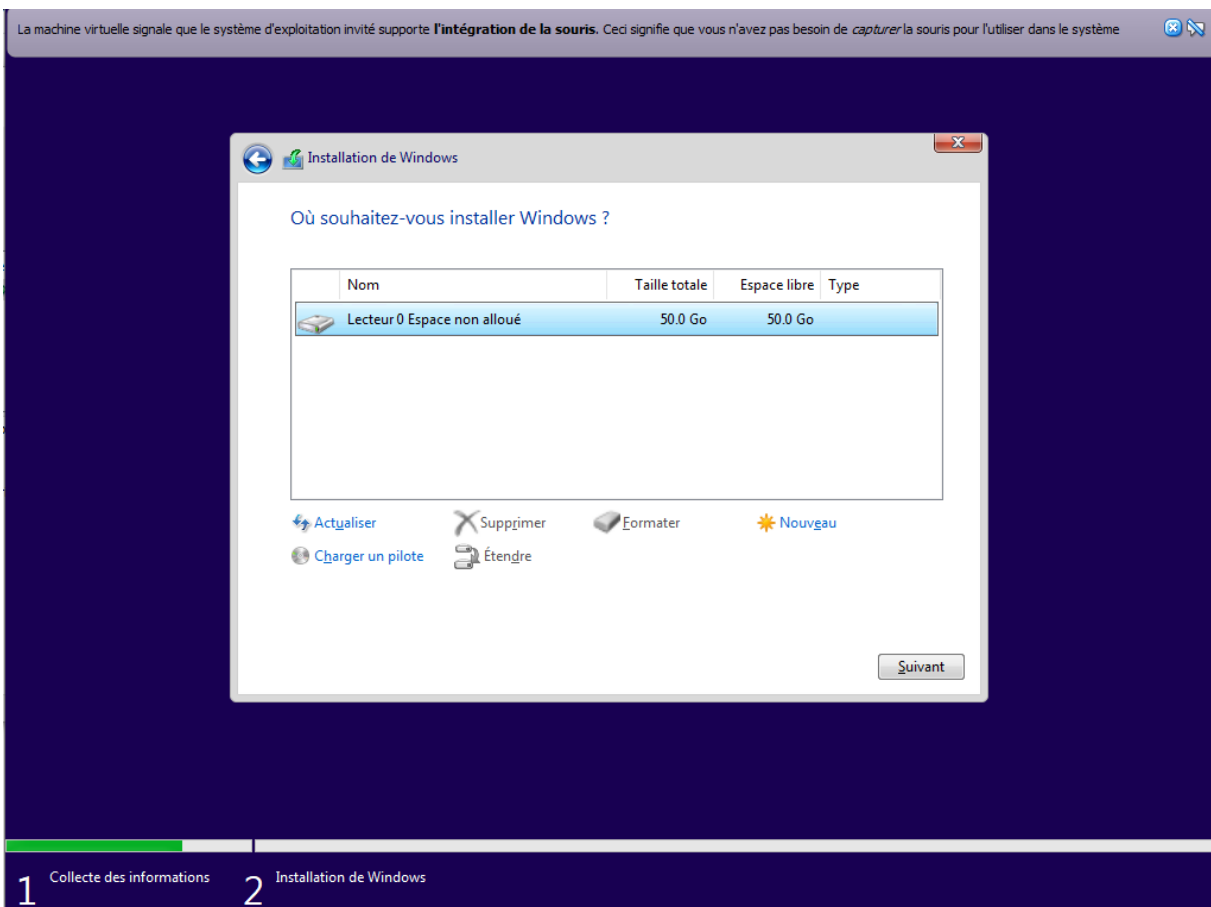 La machine virtuelle signale que le système d'exploitation invité supporte l'intégration de la souris. Ceci signifie que vous n'avez pas besoin de capturer la souris pour l'utiliser dans le système
Installation de Windows
Où souhaitez-vous installer Windows ?
Nom Taille totale Espace libre Type
Lecteur 0 Espace non alloué 50.0 Go 50.0 Go
Actualiser Supprimer Formater Nouveau
Charger un pilote Étendre
Suivant
1 Collecte des informations 2 Installation de Windows